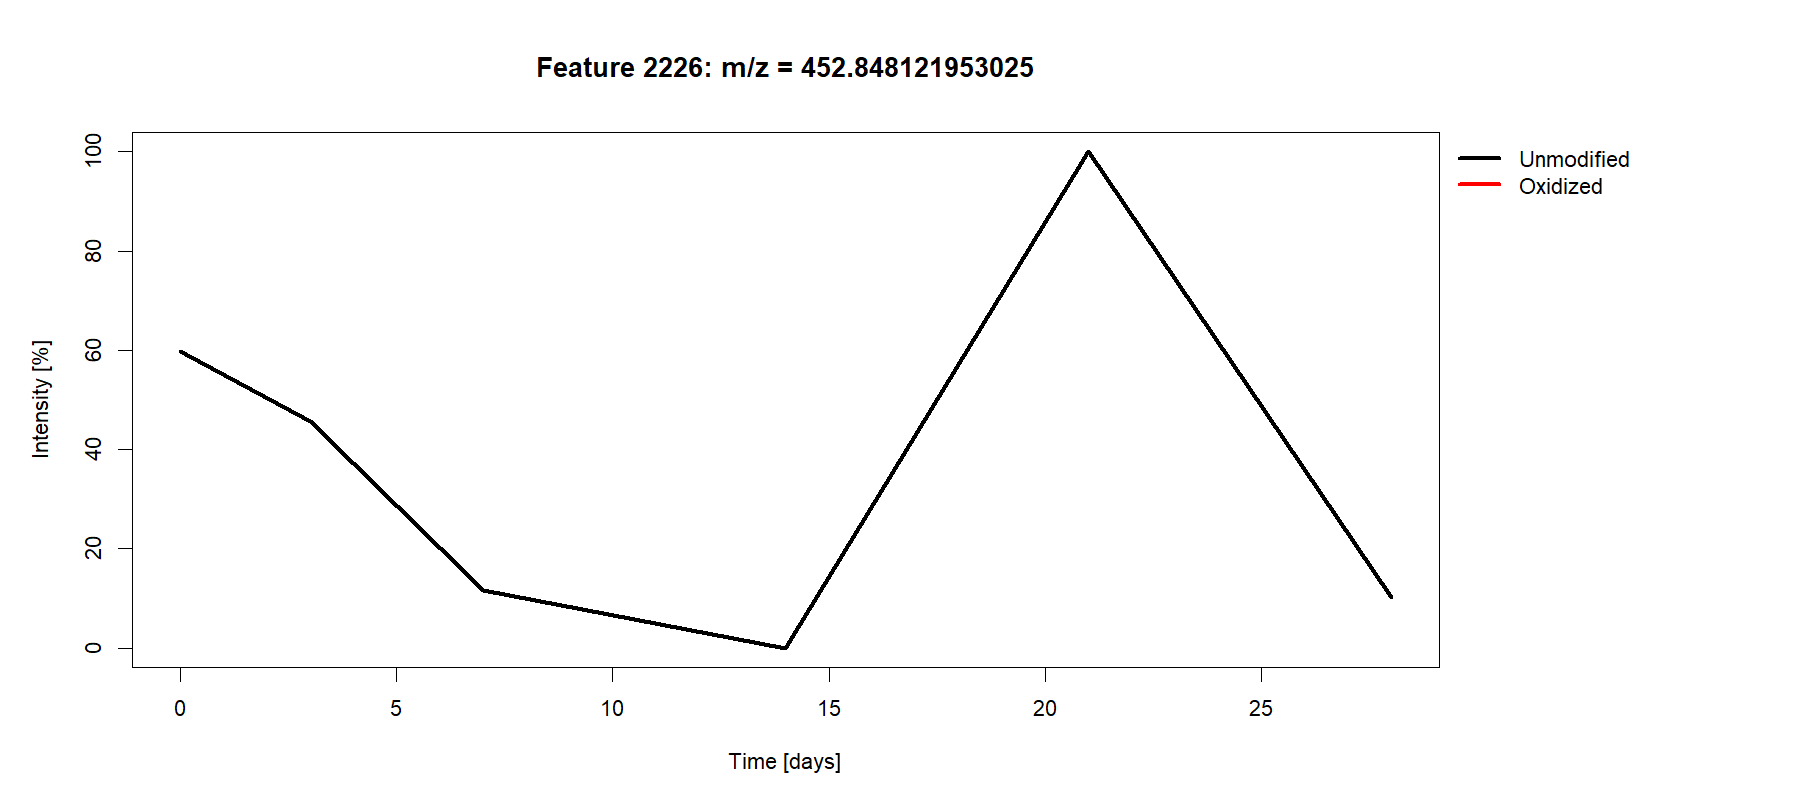 Feature 2226: m/z = 452.848121953025
Unmodified
Oxidized
Intensity [%]
100
80
60
40
20
0
0 5 10 15 20 25
Time [days]